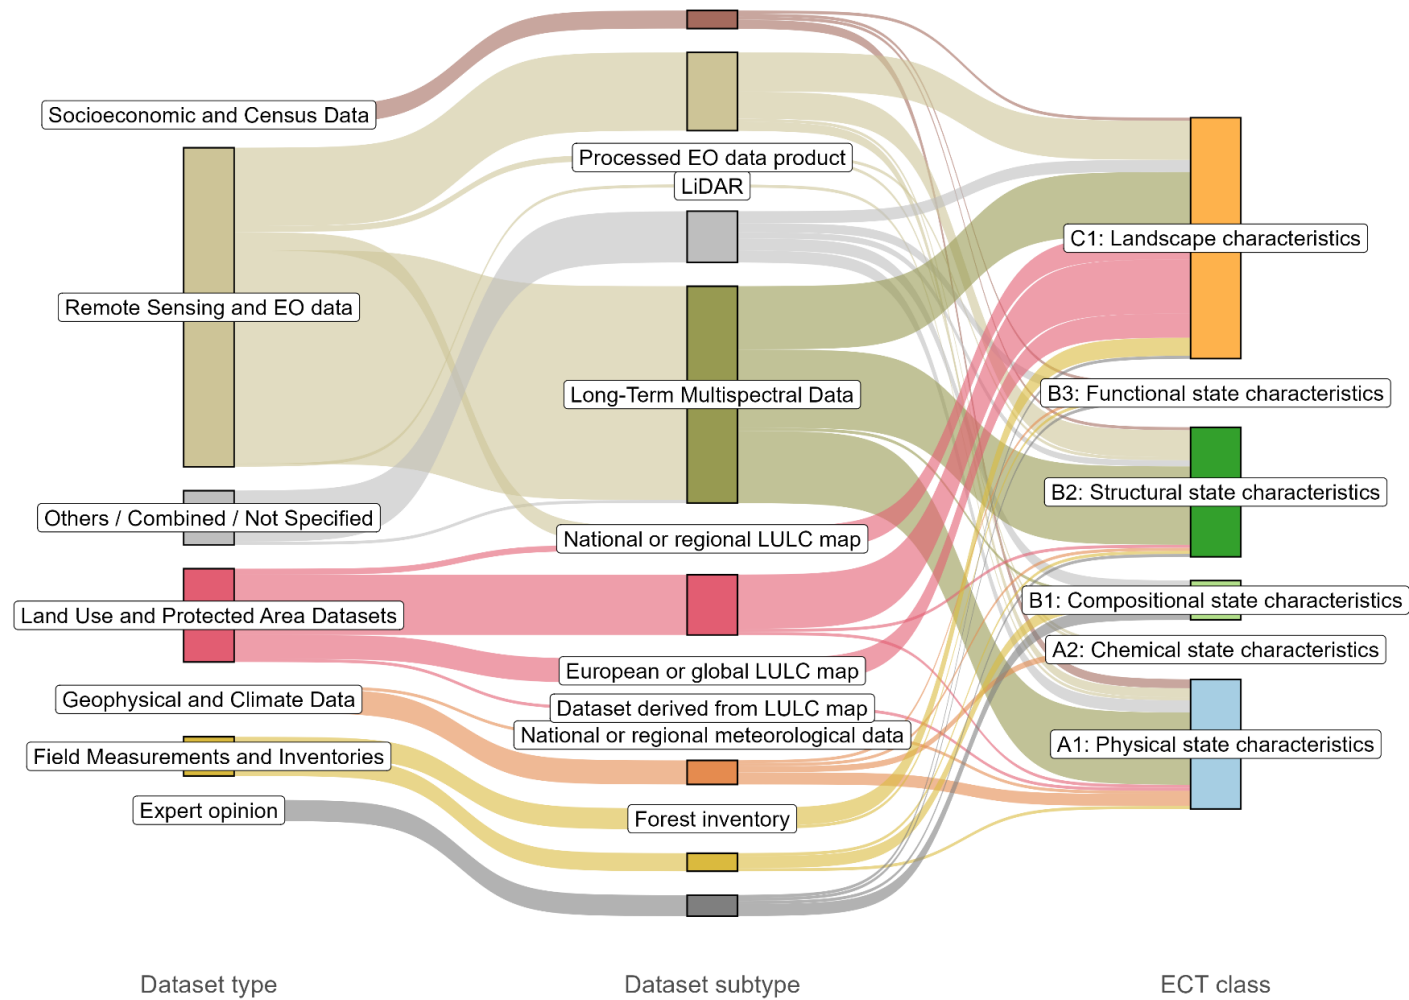 Socioeconomic and Census Data
Remote Sensing and EO data
Others / Combined / Not Specified
Land Use and Protected Area Datasets
Geophysical and Climate Data
Field Measurements and Inventories
Expert opinion
Processed EO data product
LiDAR
Long-Term Multispectral Data
National or regional LULC map
European or global LULC map
Dataset derived from LULC map
National or regional meteorological data
Forest inventory
C1: Landscape characteristics
B3: Functional state characteristics
B2: Structural state characteristics
B1: Compositional state characteristics
A2: Chemical state characteristics
A1: Physical state characteristics
Dataset type
Dataset subtype
ECT class